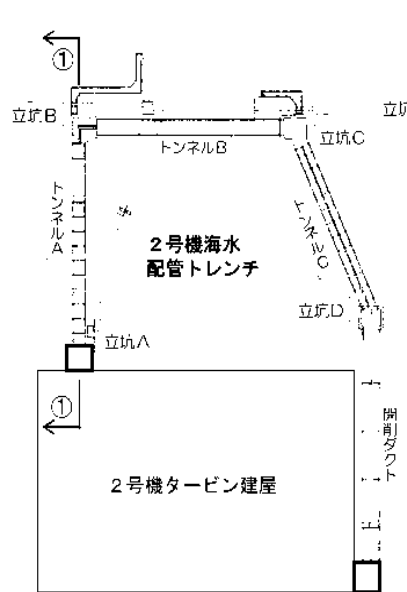 ①
立坑B
立坑
トンネルB
立坑C
トンネルA
トンネルC
2号機海水
配管トレンチ
立坑D
立坑A
①
開削ダクト
2号機タービン建屋